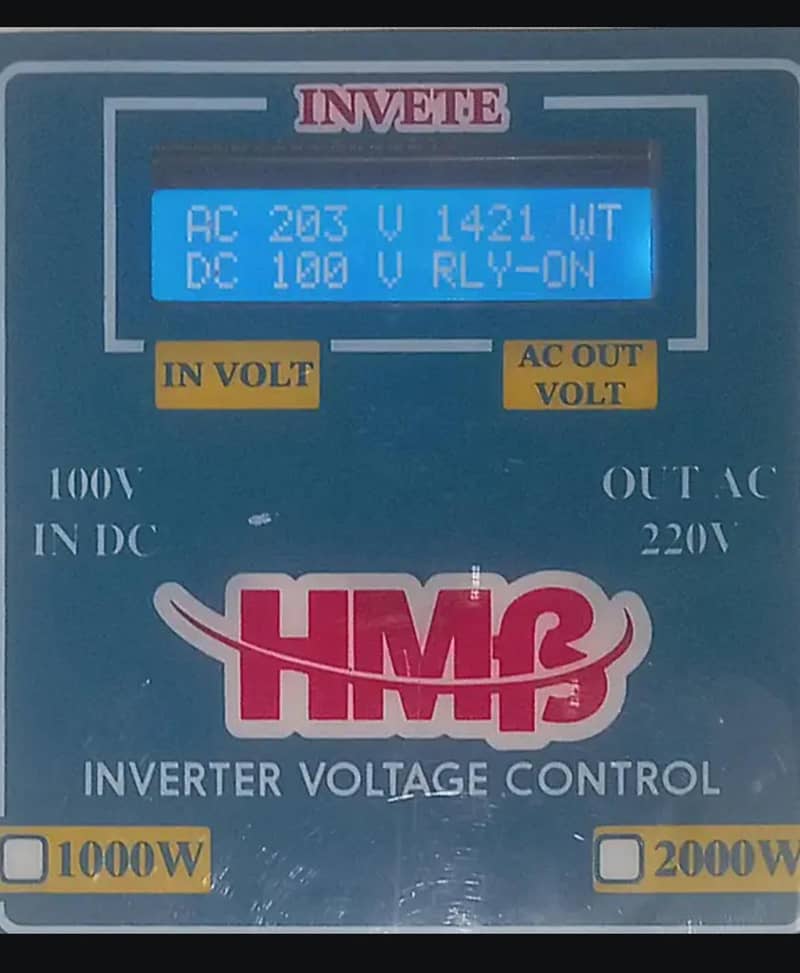 INVETE
AC 203 V 1421 WT
DC 100 V RLY-ON
IN VOLT
AC OUT
VOLT
100V
IN DC
OUT AC
220V
HMß
INVERTER VOLTAGE CONTROL
1000W
2000W